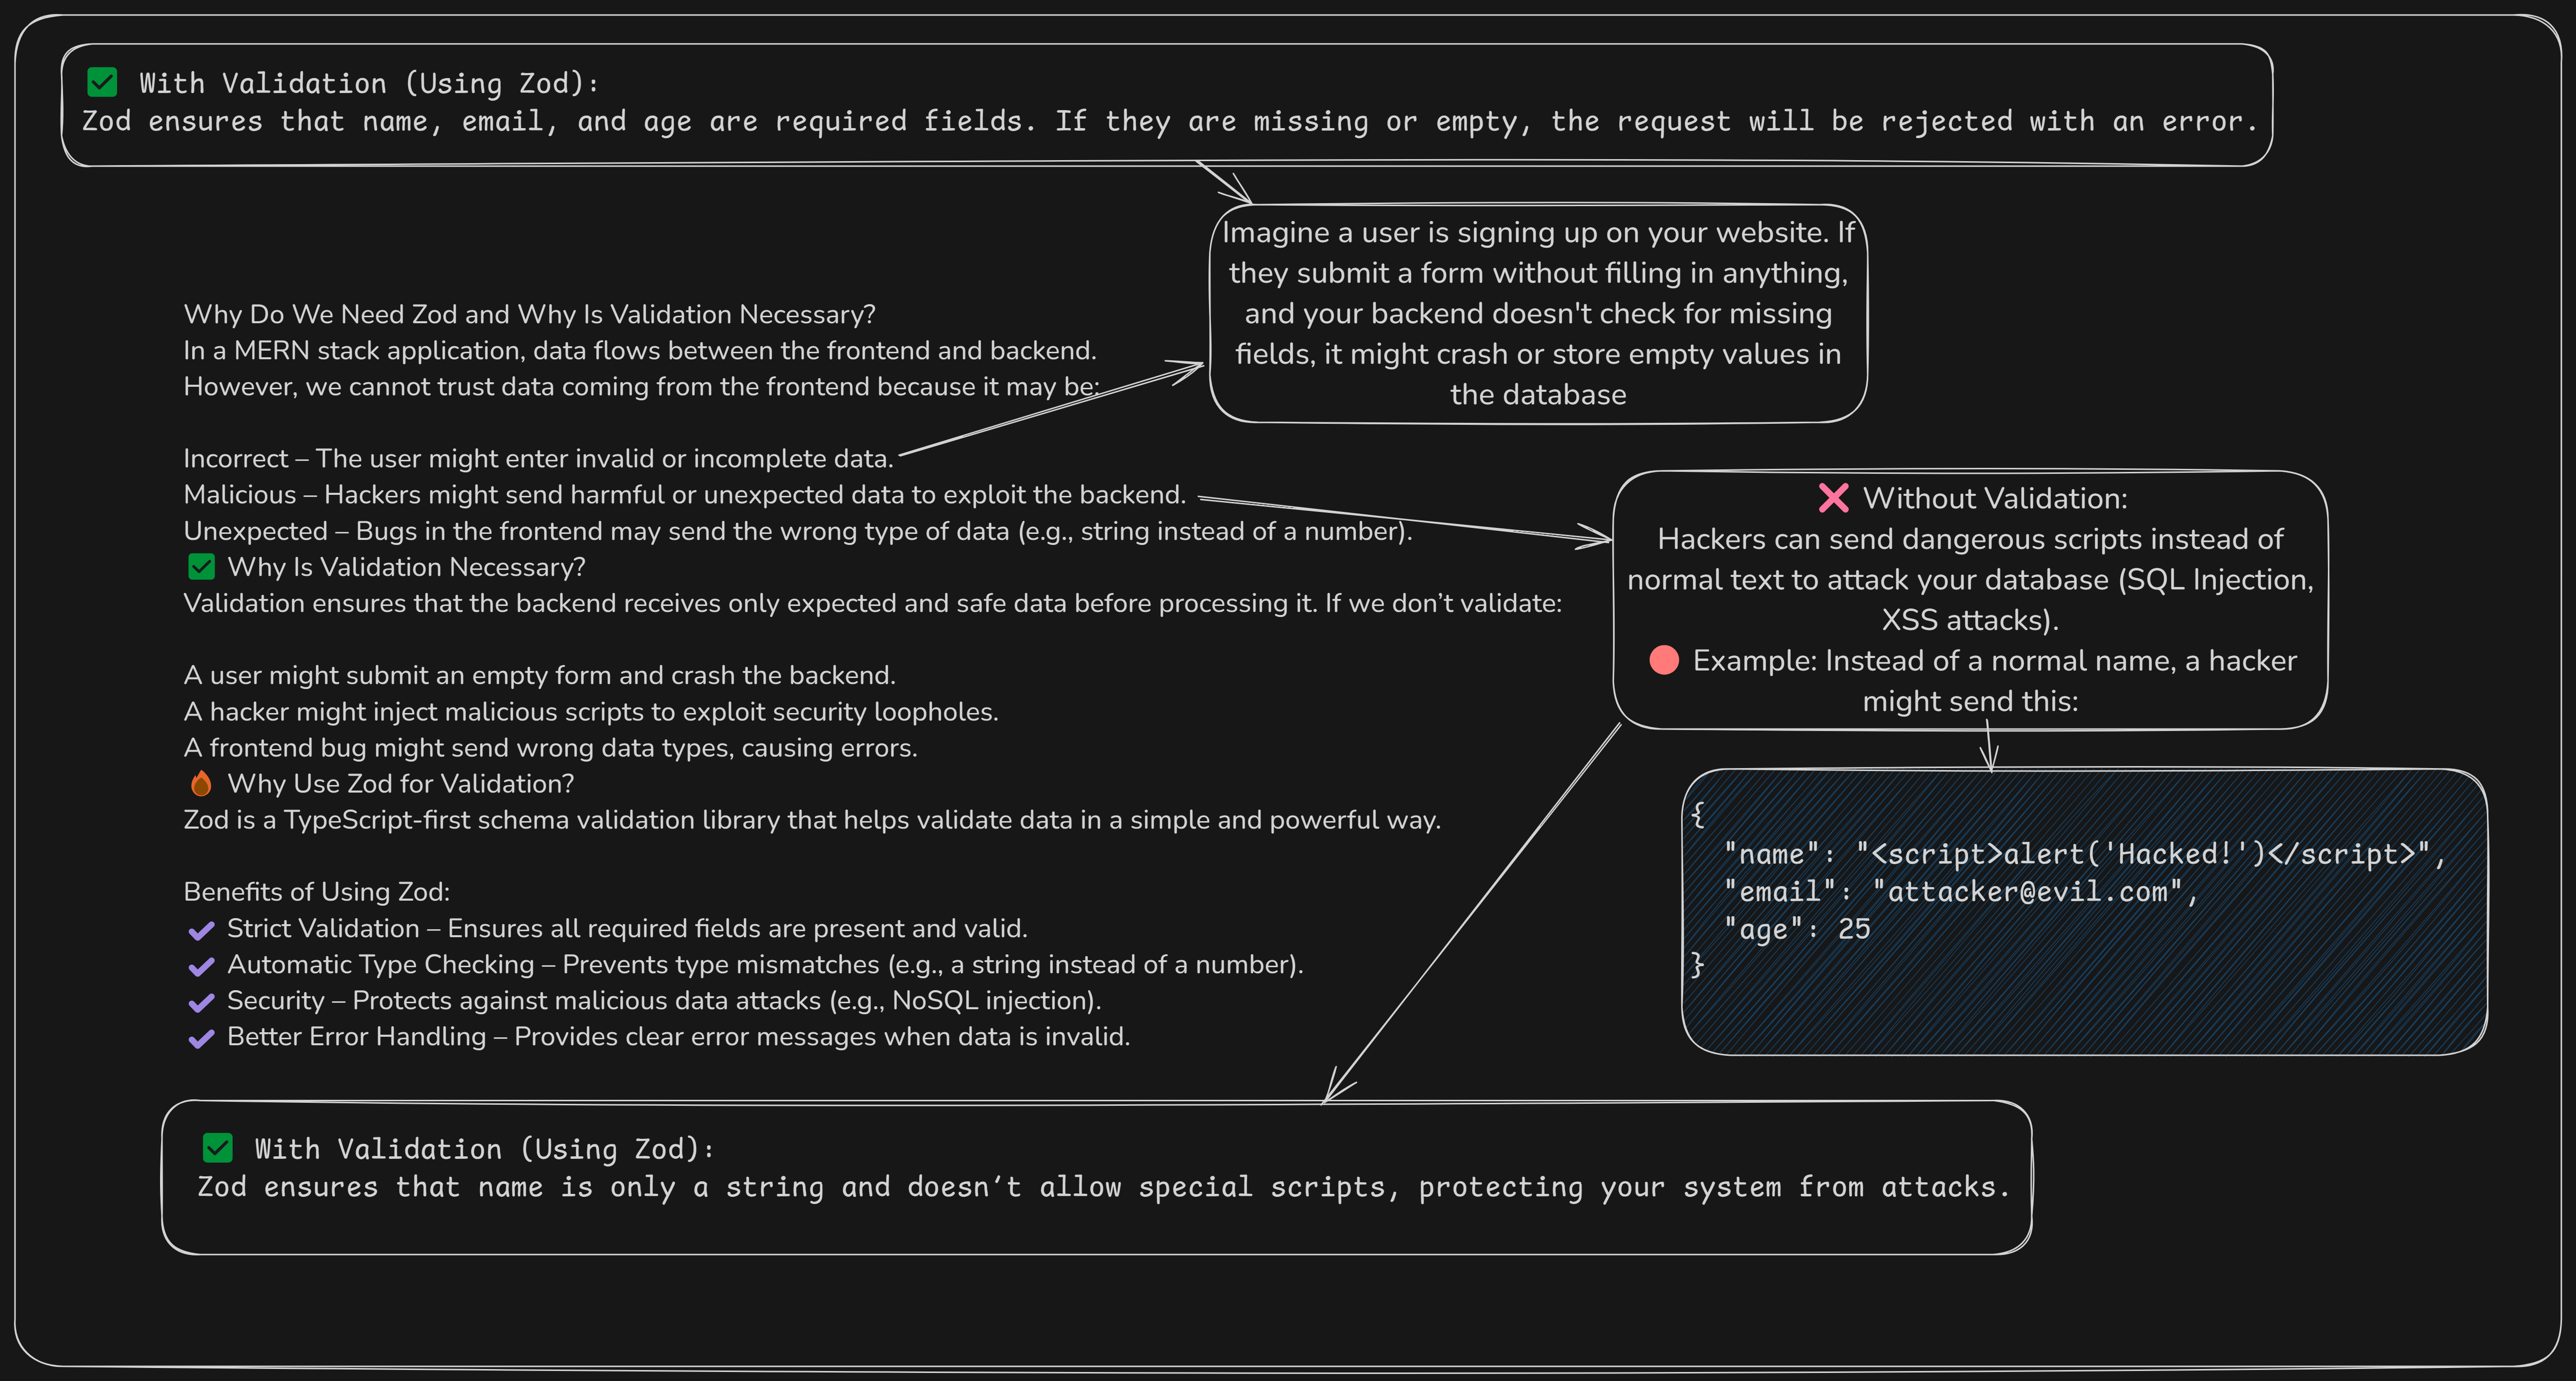 ✅ With Validation (Using Zod):
Zod ensures that name, email, and age are required fields. If they are missing or empty, the request will be rejected with an error.
Imagine a user is signing up on your website. If
they submit a form without filling in anything,
and your backend doesn't check for missing
fields, it might crash or store empty values in
the database
Why Do We Need Zod and Why Is Validation Necessary?
In a MERN stack application, data flows between the frontend and backend.
However, we cannot trust data coming from the frontend because it may be:
Incorrect – The user might enter invalid or incomplete data.
Malicious – Hackers might send harmful or unexpected data to exploit the backend.
Unexpected – Bugs in the frontend may send the wrong type of data (e.g., string instead of a number).
✅ Why Is Validation Necessary?
Validation ensures that the backend receives only expected and safe data before processing it. If we don’t validate:
A user might submit an empty form and crash the backend.
A hacker might inject malicious scripts to exploit security loopholes.
A frontend bug might send wrong data types, causing errors.
🔥 Why Use Zod for Validation?
Zod is a TypeScript-first schema validation library that helps validate data in a simple and powerful way.
Benefits of Using Zod:
✔ Strict Validation – Ensures all required fields are present and valid.
✔ Automatic Type Checking – Prevents type mismatches (e.g., a string instead of a number).
✔ Security – Protects against malicious data attacks (e.g., NoSQL injection).
✔ Better Error Handling – Provides clear error messages when data is invalid.
❌ Without Validation:
Hackers can send dangerous scripts instead of
normal text to attack your database (SQL Injection,
XSS attacks).
🔴 Example: Instead of a normal name, a hacker
might send this:
{
"name": "<script>alert('Hacked!')</script>",
"email": "attacker@evil.com",
"age": 25
}
✅ With Validation (Using Zod):
Zod ensures that name is only a string and doesn’t allow special scripts, protecting your system from attacks.